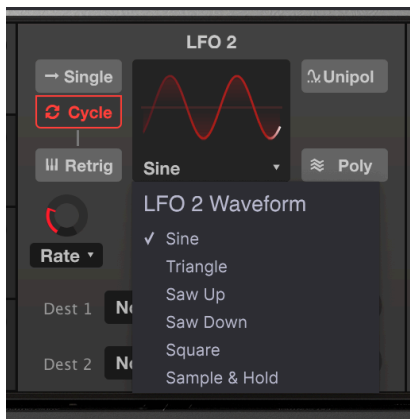 LFO 2
Single
Unipol
Cycle
Retrig
Sine
Poly
LFO 2 Waveform
Sine
Rate
Triangle
Saw Up
Dest 1
Saw Down
Square
Dest 2
Sample & Hold